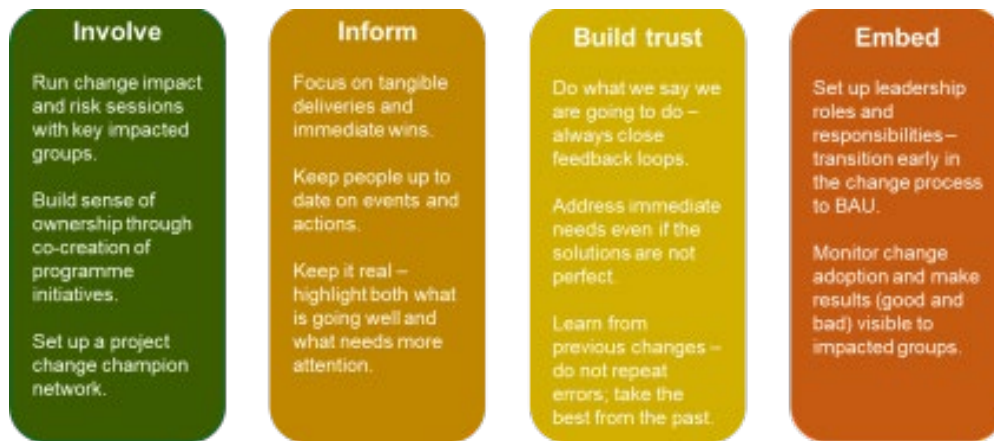 Involve
Run change impact
and risk sessions
with key impacted
groups.
Build sense of
ownership through
co-creation of
programme
initiatives.
Set up a project
change champion
network.
Inform
Focus on tangible
deliveries and
immediate wins.
Keep people up to
date on events and
actions.
Keep it real –
highlight both what
is going well and
what needs more
attention.
Build trust
Do what we say we
are going to do –
always close
feedback loops.
Address immediate
needs even if the
solutions are not
perfect.
Learn from
previous changes –
do not repeat
errors; take the
best from the past.
Embed
Set up leadership
roles and
responsibilities –
transition early in
the change process
to BAU.
Monitor change
adoption and make
results (good and
bad) visible to
impacted groups.